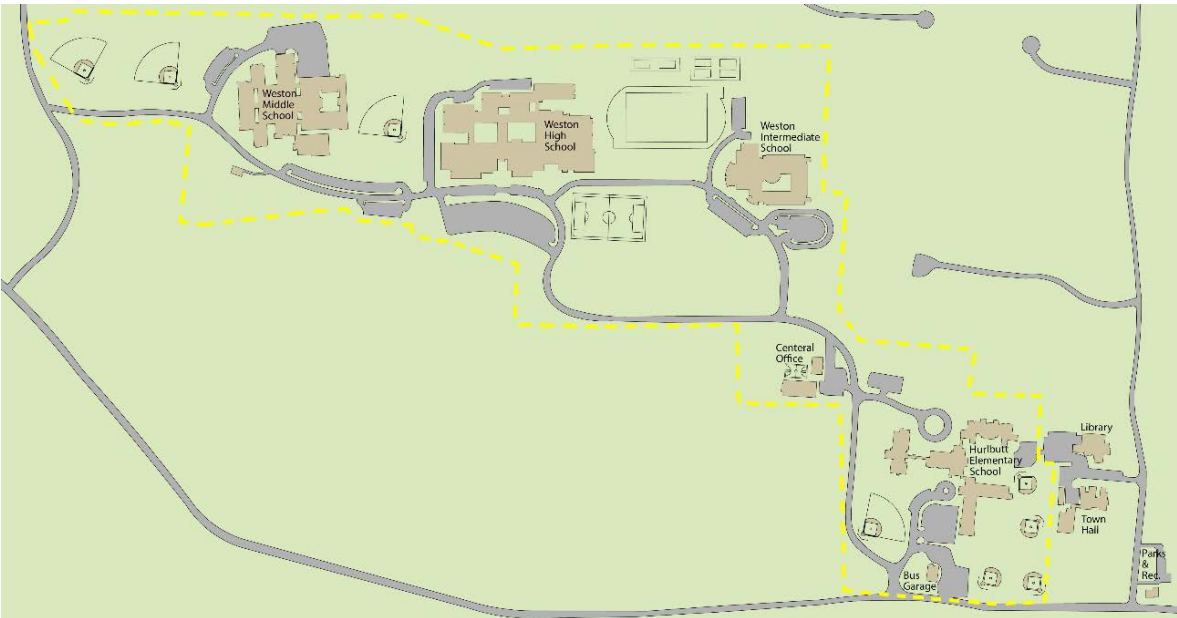 Weston
Middle
School
Weston
High
School
Weston
Intermediate
School
Centeral
Office
Hurlbutt
Elementary
School
Library
Town
Hall
Bus
Garage
Parks
&
Rec.